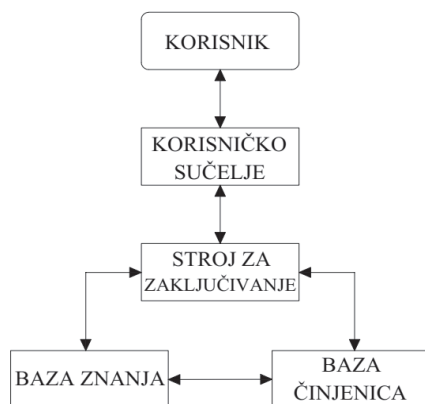 KORISNIK
KORISNIČKO
SUČELJE
STROJ ZA
ZAKLJUČIVANJE
BAZA ZNANJA
BAZA
ČINJENICA